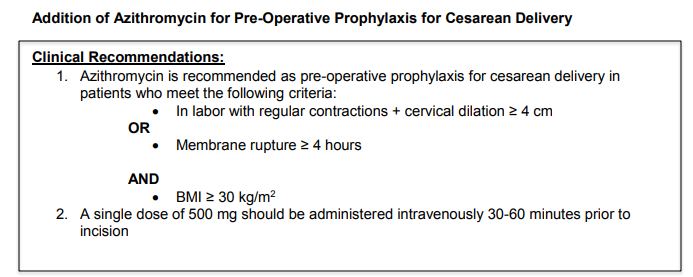 Addition of Azithromycin for Pre-Operative Prophylaxis for Cesarean Delivery
Clinical Recommendations:
1. Azithromycin is recommended as pre-operative prophylaxis for cesarean delivery in
patients who meet the following criteria:
• In labor with regular contractions + cervical dilation ≥ 4 cm
OR
• Membrane rupture ≥ 4 hours
AND
• BMI ≥ 30 kg/m²
2. A single dose of 500 mg should be administered intravenously 30-60 minutes prior to
incision